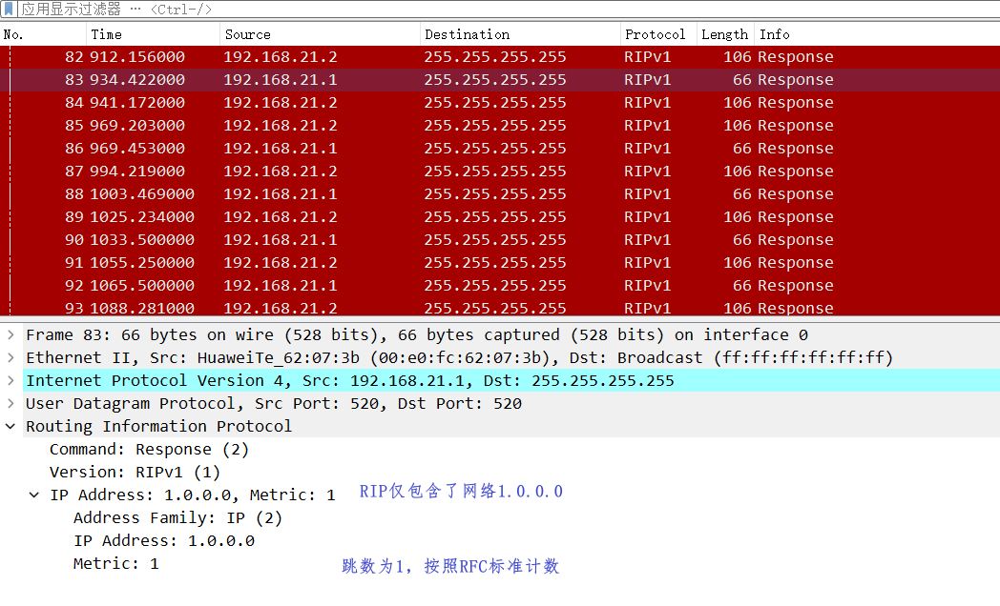 应用显示过滤器 … <Ctrl-/>
No. Time Source Destination Protocol Length Info
82 912.156000 192.168.21.2 255.255.255.255 RIPv1 106 Response
83 934.422000 192.168.21.1 255.255.255.255 RIPv1 66 Response
84 941.172000 192.168.21.2 255.255.255.255 RIPv1 106 Response
85 969.203000 192.168.21.2 255.255.255.255 RIPv1 106 Response
86 969.453000 192.168.21.1 255.255.255.255 RIPv1 66 Response
87 994.219000 192.168.21.2 255.255.255.255 RIPv1 106 Response
88 1003.469000 192.168.21.1 255.255.255.255 RIPv1 66 Response
89 1025.234000 192.168.21.2 255.255.255.255 RIPv1 106 Response
90 1033.500000 192.168.21.1 255.255.255.255 RIPv1 66 Response
91 1055.250000 192.168.21.2 255.255.255.255 RIPv1 106 Response
92 1065.500000 192.168.21.1 255.255.255.255 RIPv1 66 Response
93 1088.281000 192.168.21.2 255.255.255.255 RIPv1 106 Response
Frame 83: 66 bytes on wire (528 bits), 66 bytes captured (528 bits) on interface 0
Ethernet II, Src: HuaweiTe_62:07:3b (00:e0:fc:62:07:3b), Dst: Broadcast (ff:ff:ff:ff:ff:ff)
Internet Protocol Version 4, Src: 192.168.21.1, Dst: 255.255.255.255
User Datagram Protocol, Src Port: 520, Dst Port: 520
Routing Information Protocol
Command: Response (2)
Version: RIPv1 (1)
IP Address: 1.0.0.0, Metric: 1 RIP仅包含了网络1.0.0.0
Address Family: IP (2)
IP Address: 1.0.0.0
Metric: 1 跳数为1，按照RFC标准计数